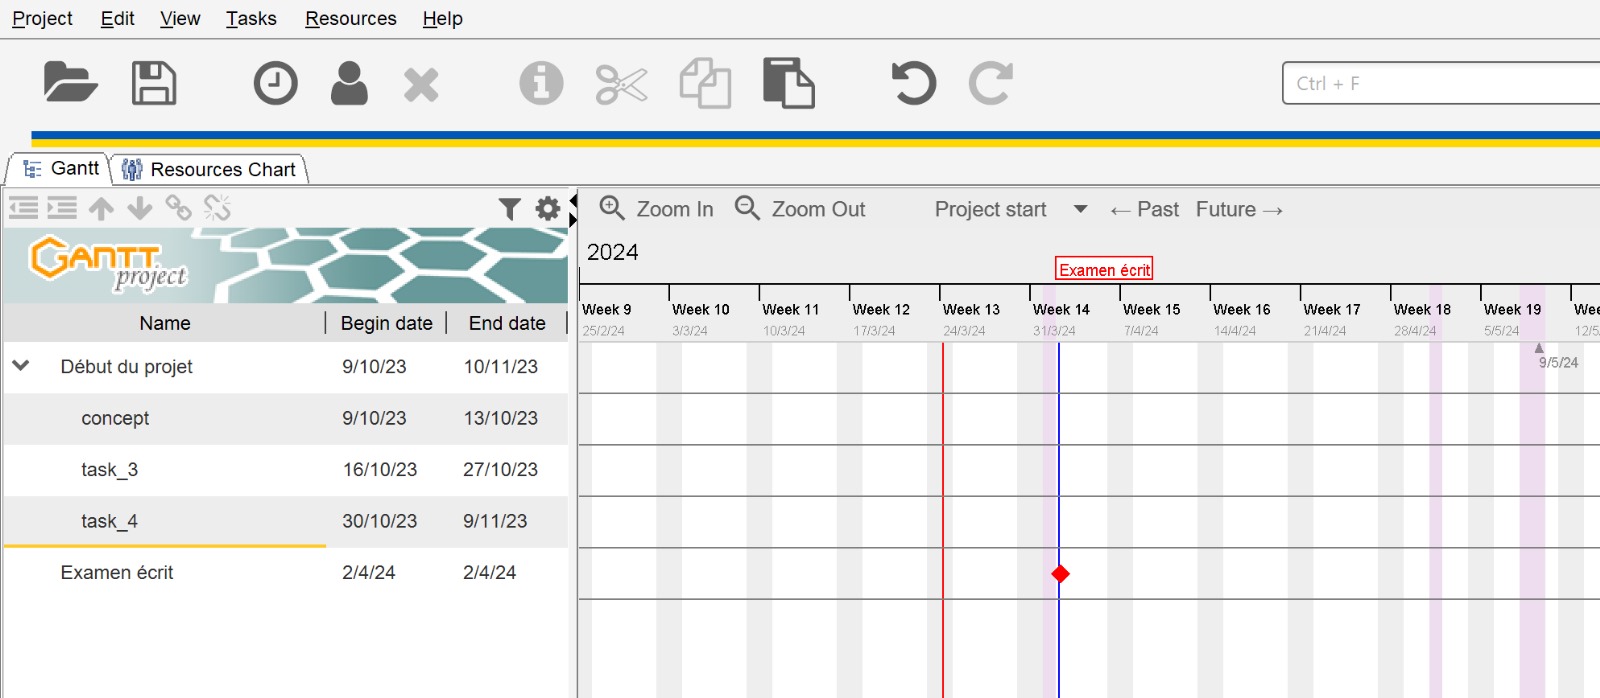 Project Edit View Tasks Resources Help
Ctrl + F
Gantt Resources Chart
Zoom In Zoom Out Project start ← Past Future →
GANTT project
2024
Examen écrit
Week 9 Week 10 Week 11 Week 12 Week 13 Week 14 Week 15 Week 16 Week 17 Week 18 Week 19 Wee
25/2/24 3/3/24 10/3/24 17/3/24 24/3/24 31/3/24 7/4/24 14/4/24 21/4/24 28/4/24 5/5/24 12/5
Name Begin date End date
9/5/24
Début du projet 9/10/23 10/11/23
concept 9/10/23 13/10/23
task_3 16/10/23 27/10/23
task_4 30/10/23 9/11/23
Examen écrit 2/4/24 2/4/24